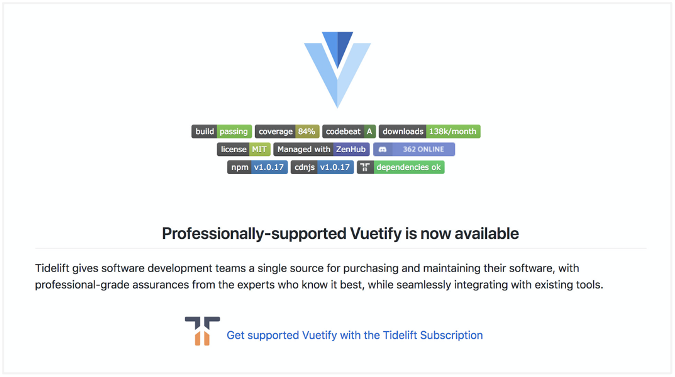 build passing coverage 84% codebeat A downloads 138k/month
license MIT Managed with ZenHub 362 ONLINE
npm v1.0.17 cdnjs v1.0.17 dependencies ok
Professionally-supported Vuetify is now available
Tidelift gives software development teams a single source for purchasing and maintaining their software, with
professional-grade assurances from the experts who know it best, while seamlessly integrating with existing tools.
Get supported Vuetify with the Tidelift Subscription